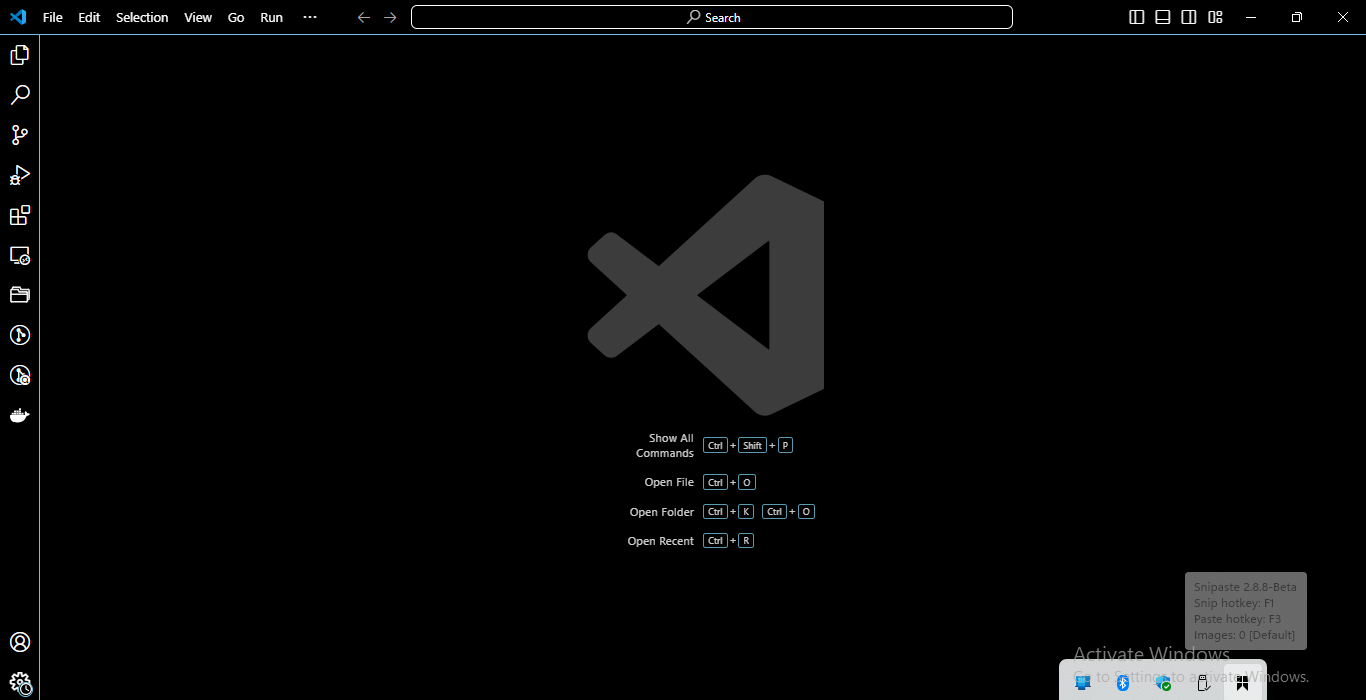 File Edit Selection View Go Run ···
Search
Show All
Commands Ctrl + Shift + P
Open File Ctrl + O
Open Folder Ctrl + K Ctrl + O
Open Recent Ctrl + R
Snipaste 2.8.8-Beta
Snip hotkey: F1
Paste hotkey: F3
Images: 0 [Default]
Activate Windows
Go to Settings to activate Windows.